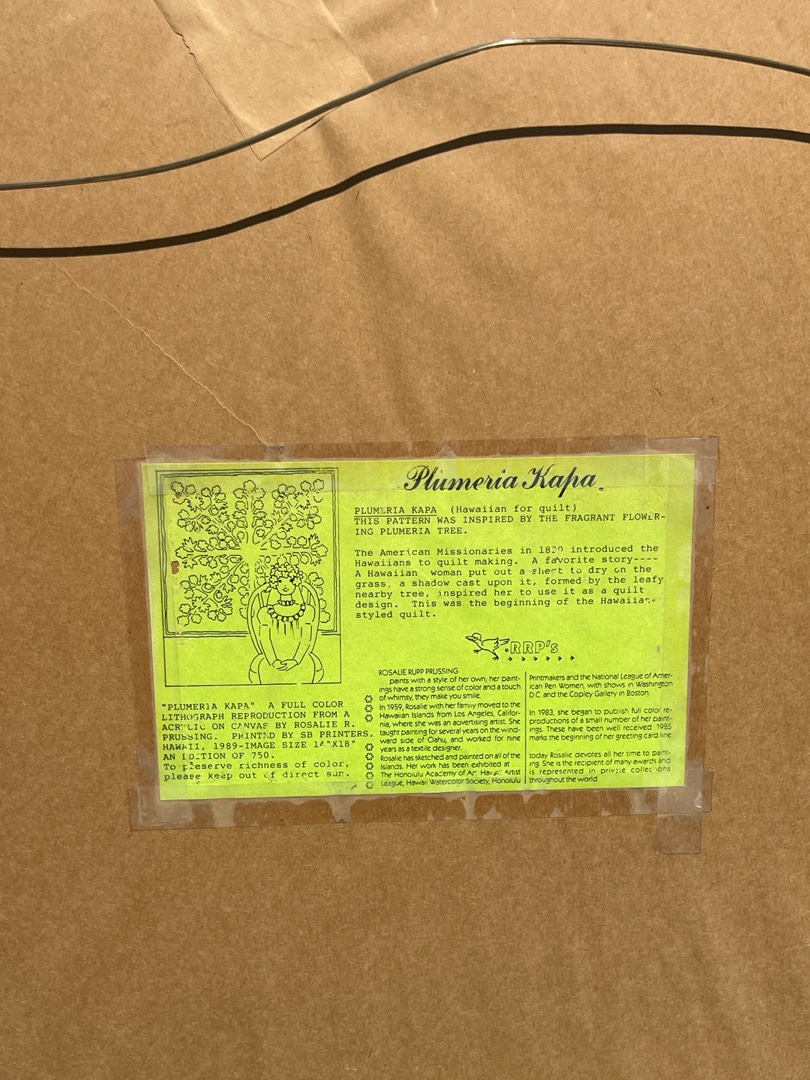 Plumeria Kapa
PLUMERIA KAPA (Hawaiian for quilt)
THIS PATTERN WAS INSPIRED BY THE FRAGRANT FLOWER-
ING PLUMERIA TREE.
The American Missionaries in 1820 introduced the
Hawaiians to quilt making. A favorite story----
A Hawaiian woman put out a sheet to dry on the
grass, a shadow cast upon it, formed by the leafy
nearby tree, inspired her to use it as a quilt
design. This was the beginning of the Hawaiian-
styled quilt.
RRP's
"PLUMERIA KAPA" A FULL COLOR
LITHOGRAPH REPRODUCTION FROM A
ACRYLIC ON CANVAS BY ROSALIE R.
PRUSSING. PRINTED BY SB PRINTERS,
HAWAII, 1989-IMAGE SIZE X18"
AN EDITION OF 750.
To preserve richness of color,
please keep out of direct sun.
ROSALIE RUPP PRUSSING
paints with a style of her own; her paint-
ings have a strong sense of color and a touch
of whimsy, they make you smile.
In 1959, Rosalie with her family moved to the
Hawaiian Islands from Los Angeles, Califor-
nia, where she was an advertising artist. She
taught painting for several years on the wind-
ward side of Oahu, and worked for nine
years as a textile designer.
Rosalie has sketched and painted on all of the
Islands. Her work has been exhibited at . . .
The Honolulu Academy of Art Hawaii Artist
League, Hawaii Watercolor Society, Honolulu
Printmakers and the National League of Amer-
ican Pen Women, with shows in Washington
D.C and the Copley Gallery in Boston.
In 1983, she began to publish full color re-
productions of a small number of her paint-
ings. These have been well received 1985
marks the beginning of her greeting card line.
today Rosalie devotes all her time to paint-
ing. She is the recipient of many awards and
is represented in private collections
throughout the world.